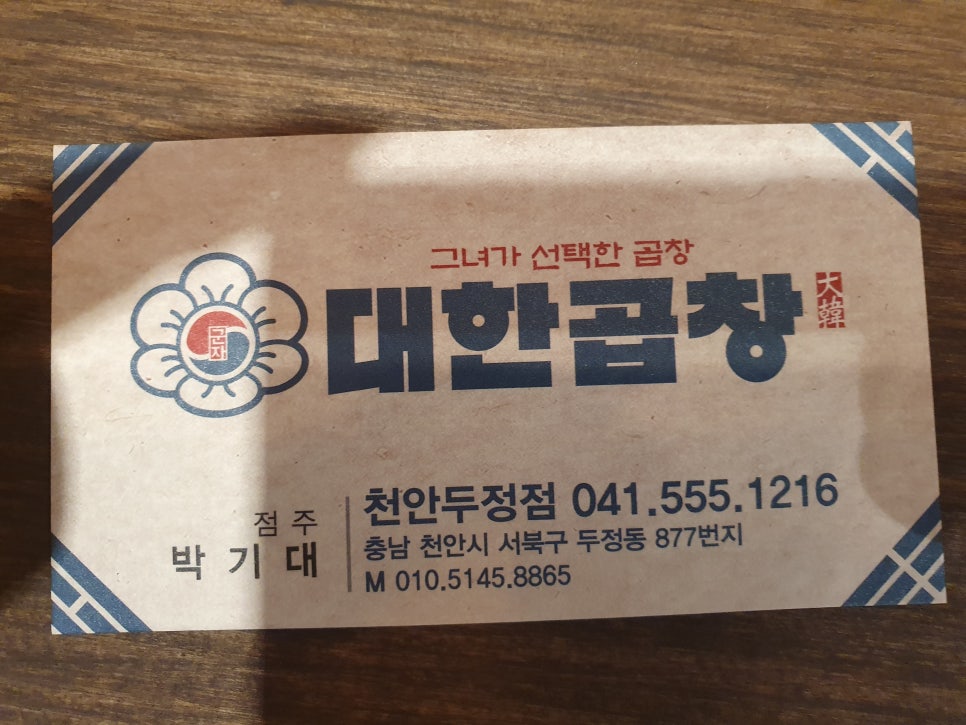 그녀가 선택한 곱창
대한곱창
大韓
군자
점주
박기대
천안두정점 041.555.1216
충남 천안시 서북구 두정동 877번지
M 010.5145.8865